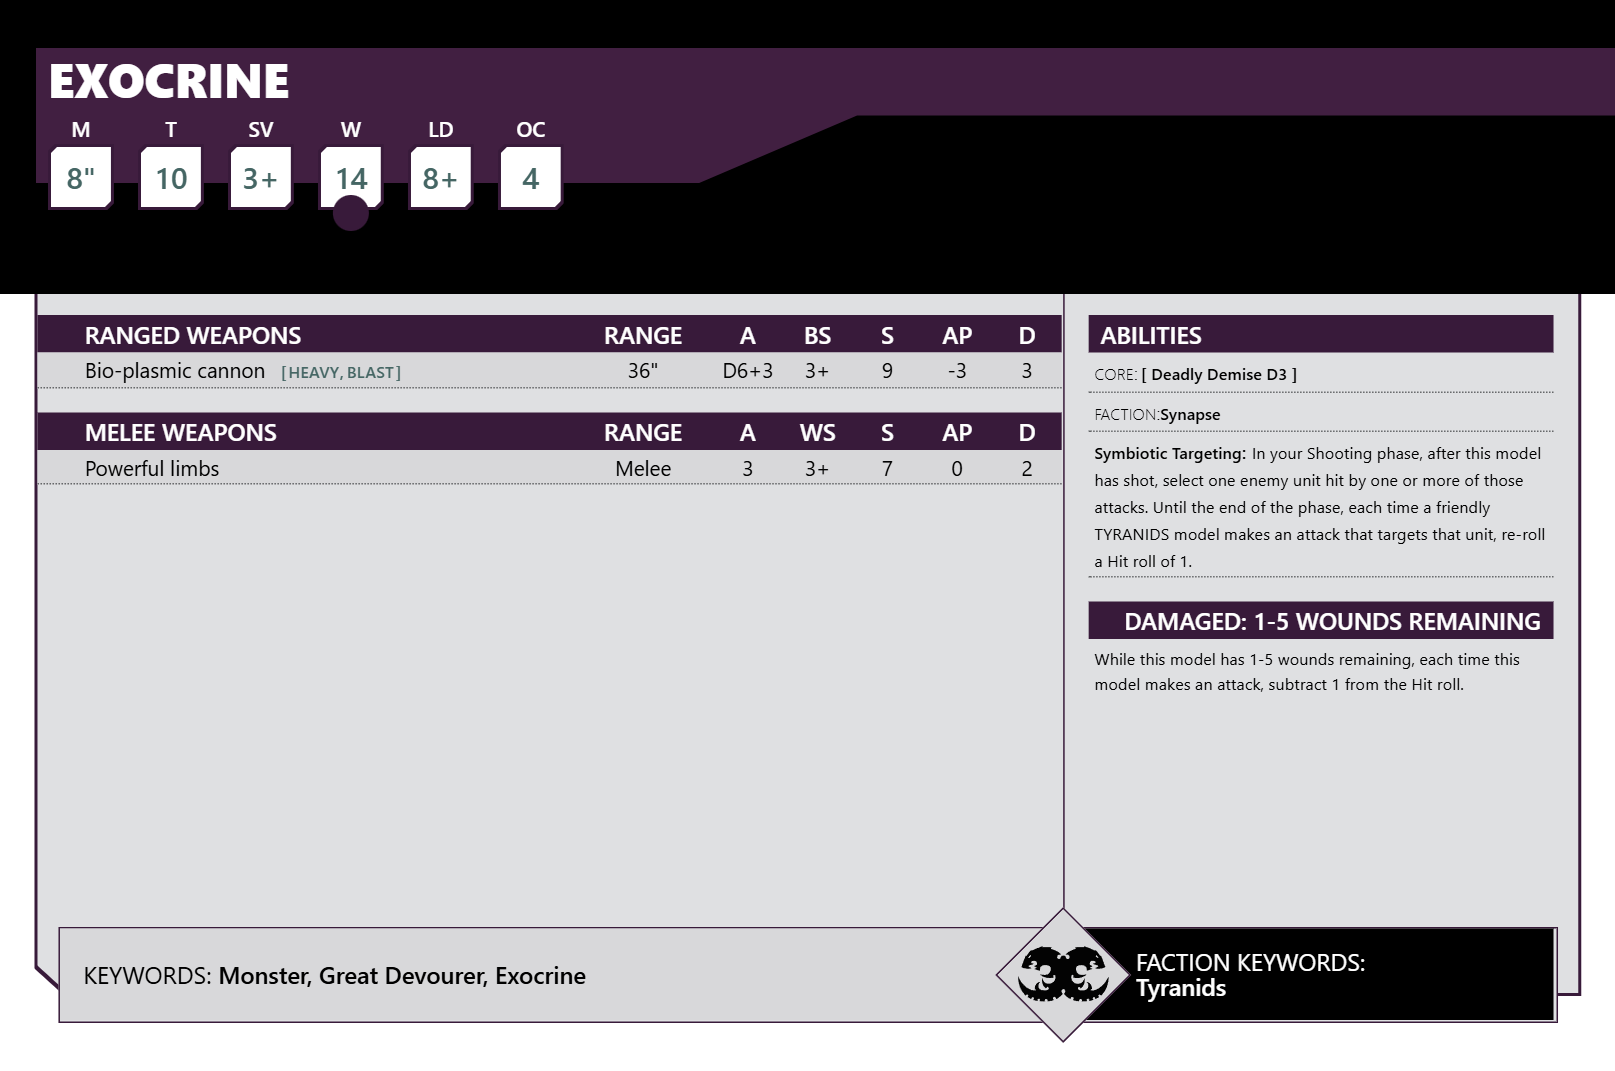 EXOCRINE
M T SV W LD OC
8" 10 3+ 14 8+ 4
RANGED WEAPONS RANGE A BS S AP D
Bio-plasmic cannon [HEAVY, BLAST] 36" D6+3 3+ 9 -3 3
MELEE WEAPONS RANGE A WS S AP D
Powerful limbs Melee 3 3+ 7 0 2
ABILITIES
CORE: [ Deadly Demise D3 ]
FACTION:Synapse
Symbiotic Targeting: In your Shooting phase, after this model
has shot, select one enemy unit hit by one or more of those
attacks. Until the end of the phase, each time a friendly
TYRANIDS model makes an attack that targets that unit, re-roll
a Hit roll of 1.
DAMAGED: 1-5 WOUNDS REMAINING
While this model has 1-5 wounds remaining, each time this
model makes an attack, subtract 1 from the Hit roll.
KEYWORDS: Monster, Great Devourer, Exocrine
FACTION KEYWORDS:
Tyranids